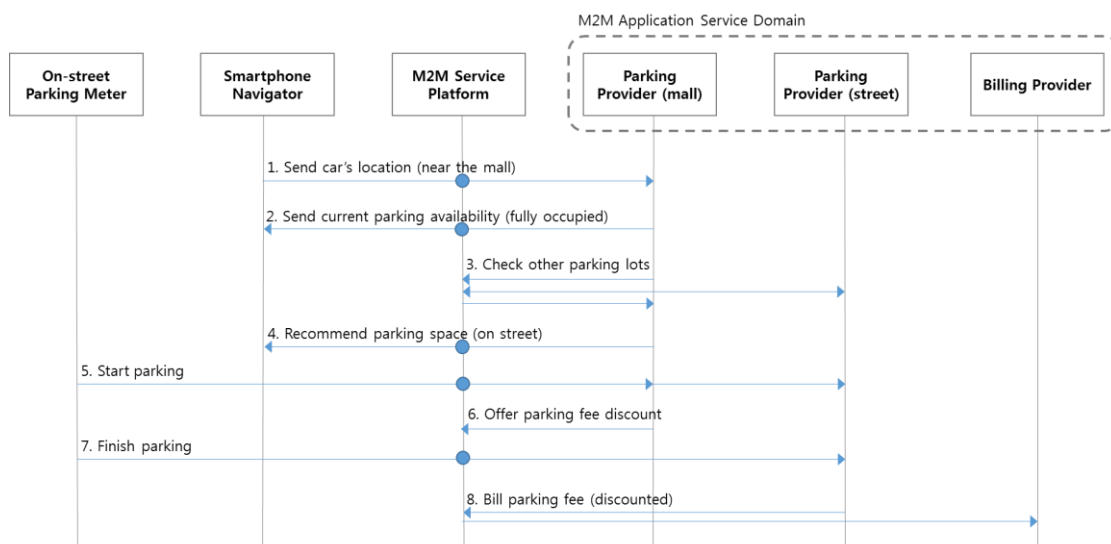 M2M Application Service Domain
On-street
Parking Meter
Smartphone
Navigator
M2M Service
Platform
Parking
Provider (mall)
Parking
Provider (street)
Billing Provider
1. Send car's location (near the mall)
2. Send current parking availability (fully occupied)
3. Check other parking lots
4. Recommend parking space (on street)
5. Start parking
6. Offer parking fee discount
7. Finish parking
8. Bill parking fee (discounted)